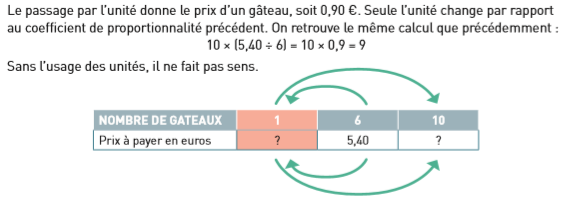 Le passage par l'unité donne le prix d'un gâteau, soit 0,90 €. Seule l'unité change par rapport
au coefficient de proportionnalité précédent. On retrouve le même calcul que précédemment :
10 × (5,40 ÷ 6) = 10 × 0,9 = 9
Sans l'usage des unités, il ne fait pas sens.
NOMBRE DE GATEAUX 1 6 10
Prix à payer en euros ? 5,40 ?